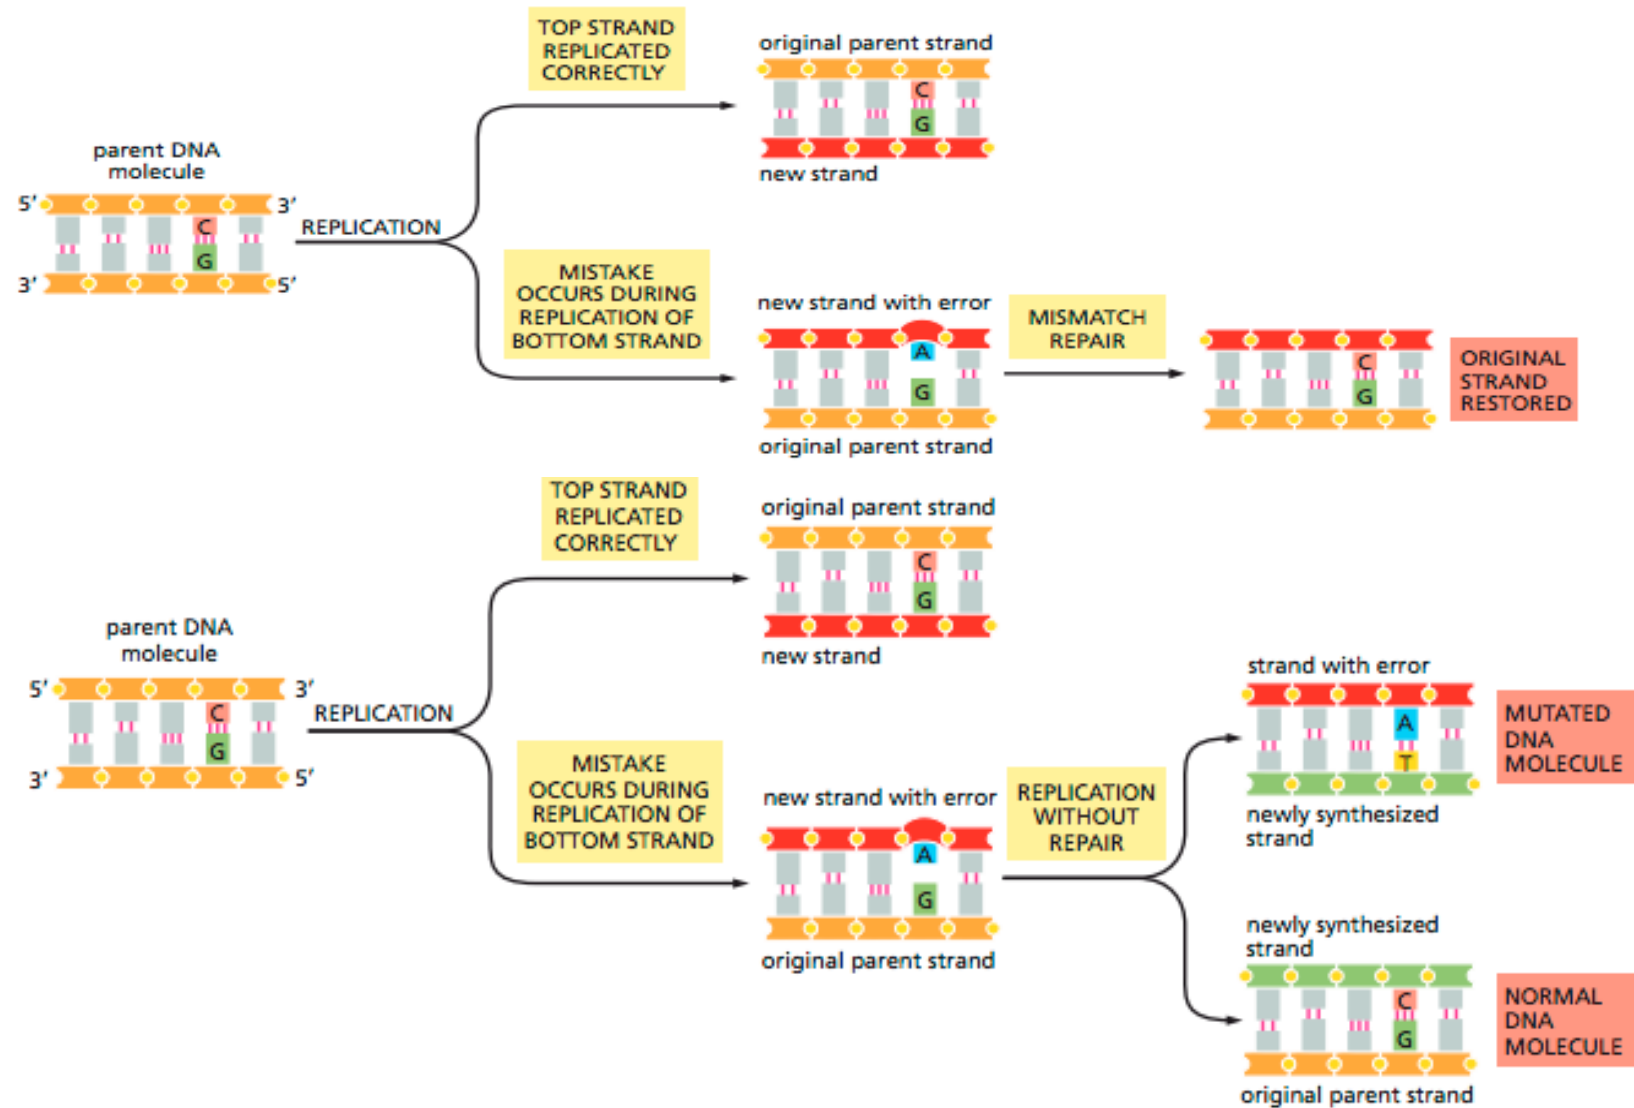 TOP STRAND
REPLICATED
CORRECTLY
original parent strand
C
G
new strand
parent DNA
molecule
5′
3′
C
G
3′
5′
REPLICATION
MISTAKE
OCCURS DURING
REPLICATION OF
BOTTOM STRAND
new strand with error
A
G
original parent strand
MISMATCH
REPAIR
C
G
ORIGINAL
STRAND
RESTORED
TOP STRAND
REPLICATED
CORRECTLY
original parent strand
C
G
new strand
parent DNA
molecule
5′
3′
C
G
3′
5′
REPLICATION
MISTAKE
OCCURS DURING
REPLICATION OF
BOTTOM STRAND
new strand with error
A
G
original parent strand
REPLICATION
WITHOUT
REPAIR
strand with error
A
T
newly synthesized
strand
MUTATED
DNA
MOLECULE
newly synthesized
strand
C
G
original parent strand
NORMAL
DNA
MOLECULE